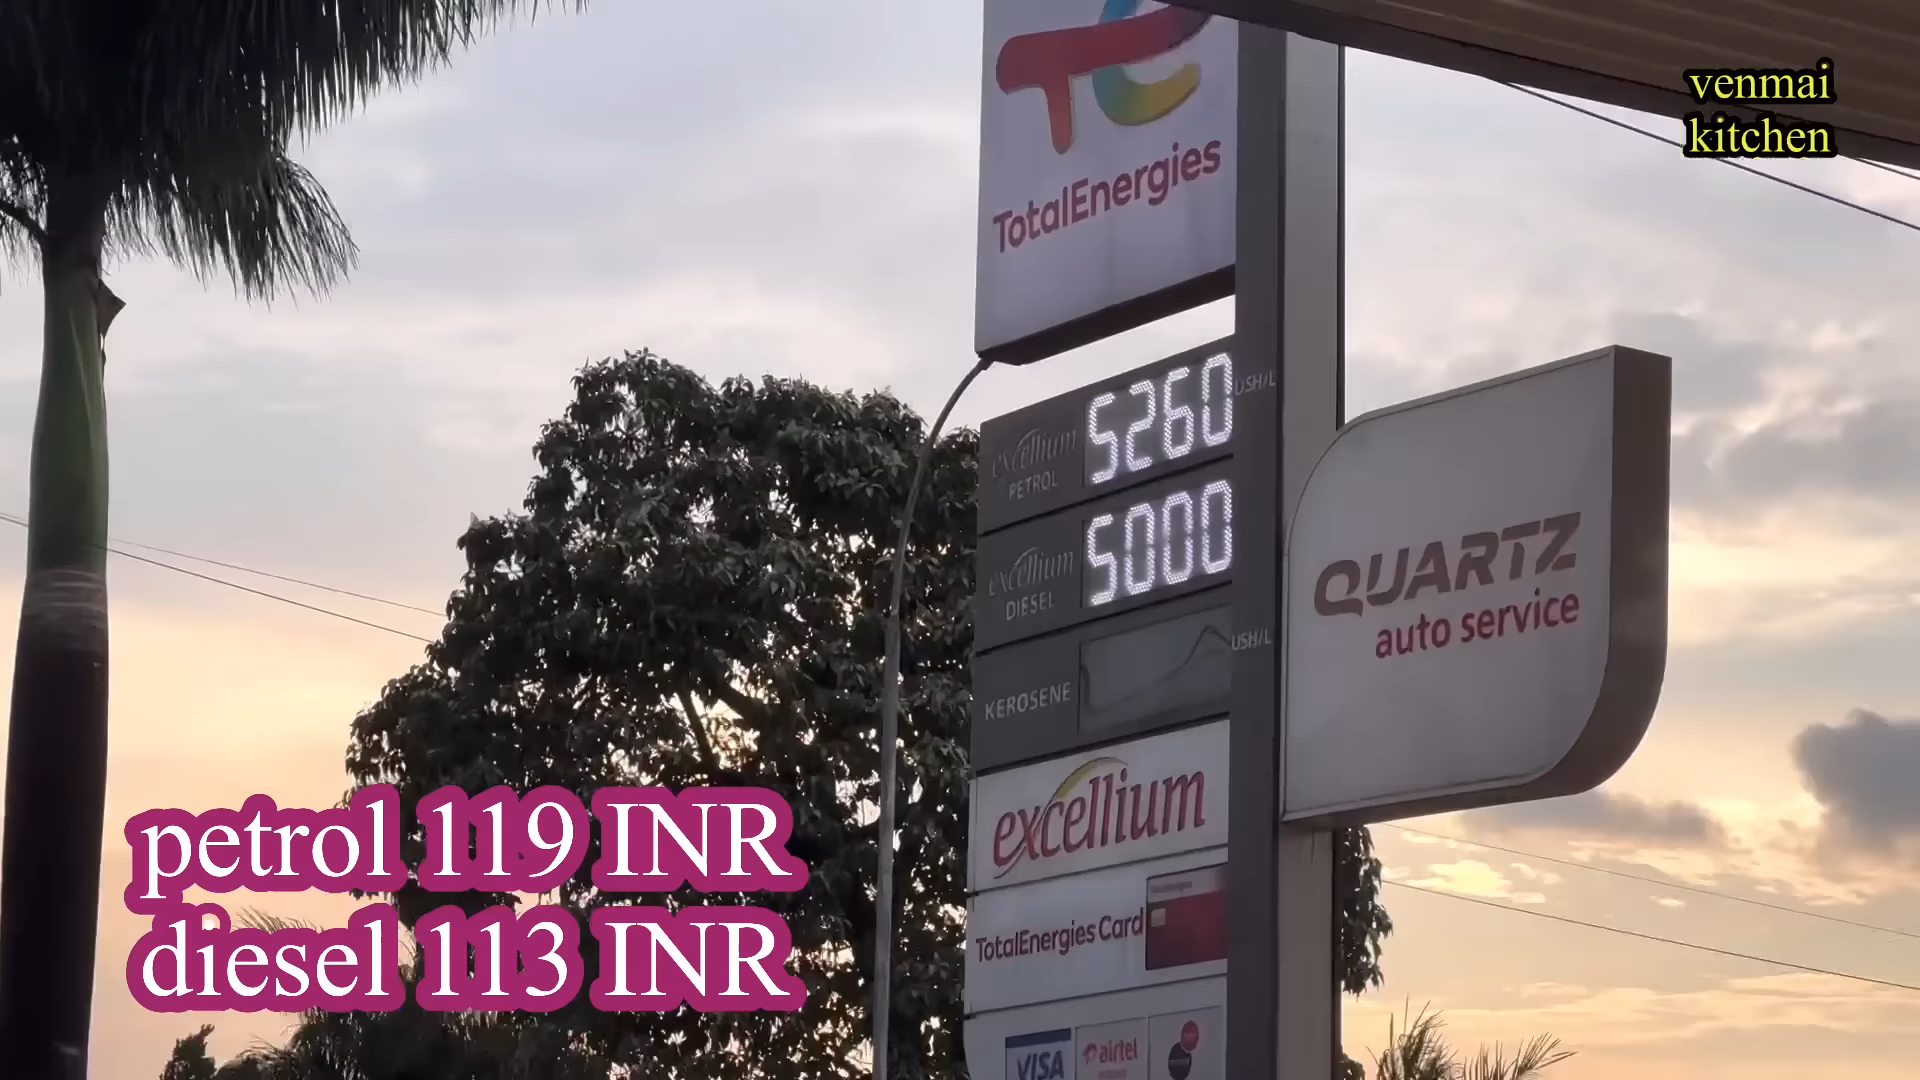 venmai
kitchen
TotalEnergies
excellium
PETROL
5260
USH/L
excellium
DIESEL
5000
KEROSENE
USH/L
QUARTZ
auto service
excellium
TotalEnergies Card
VISA
airtel
petrol 119 INR
diesel 113 INR